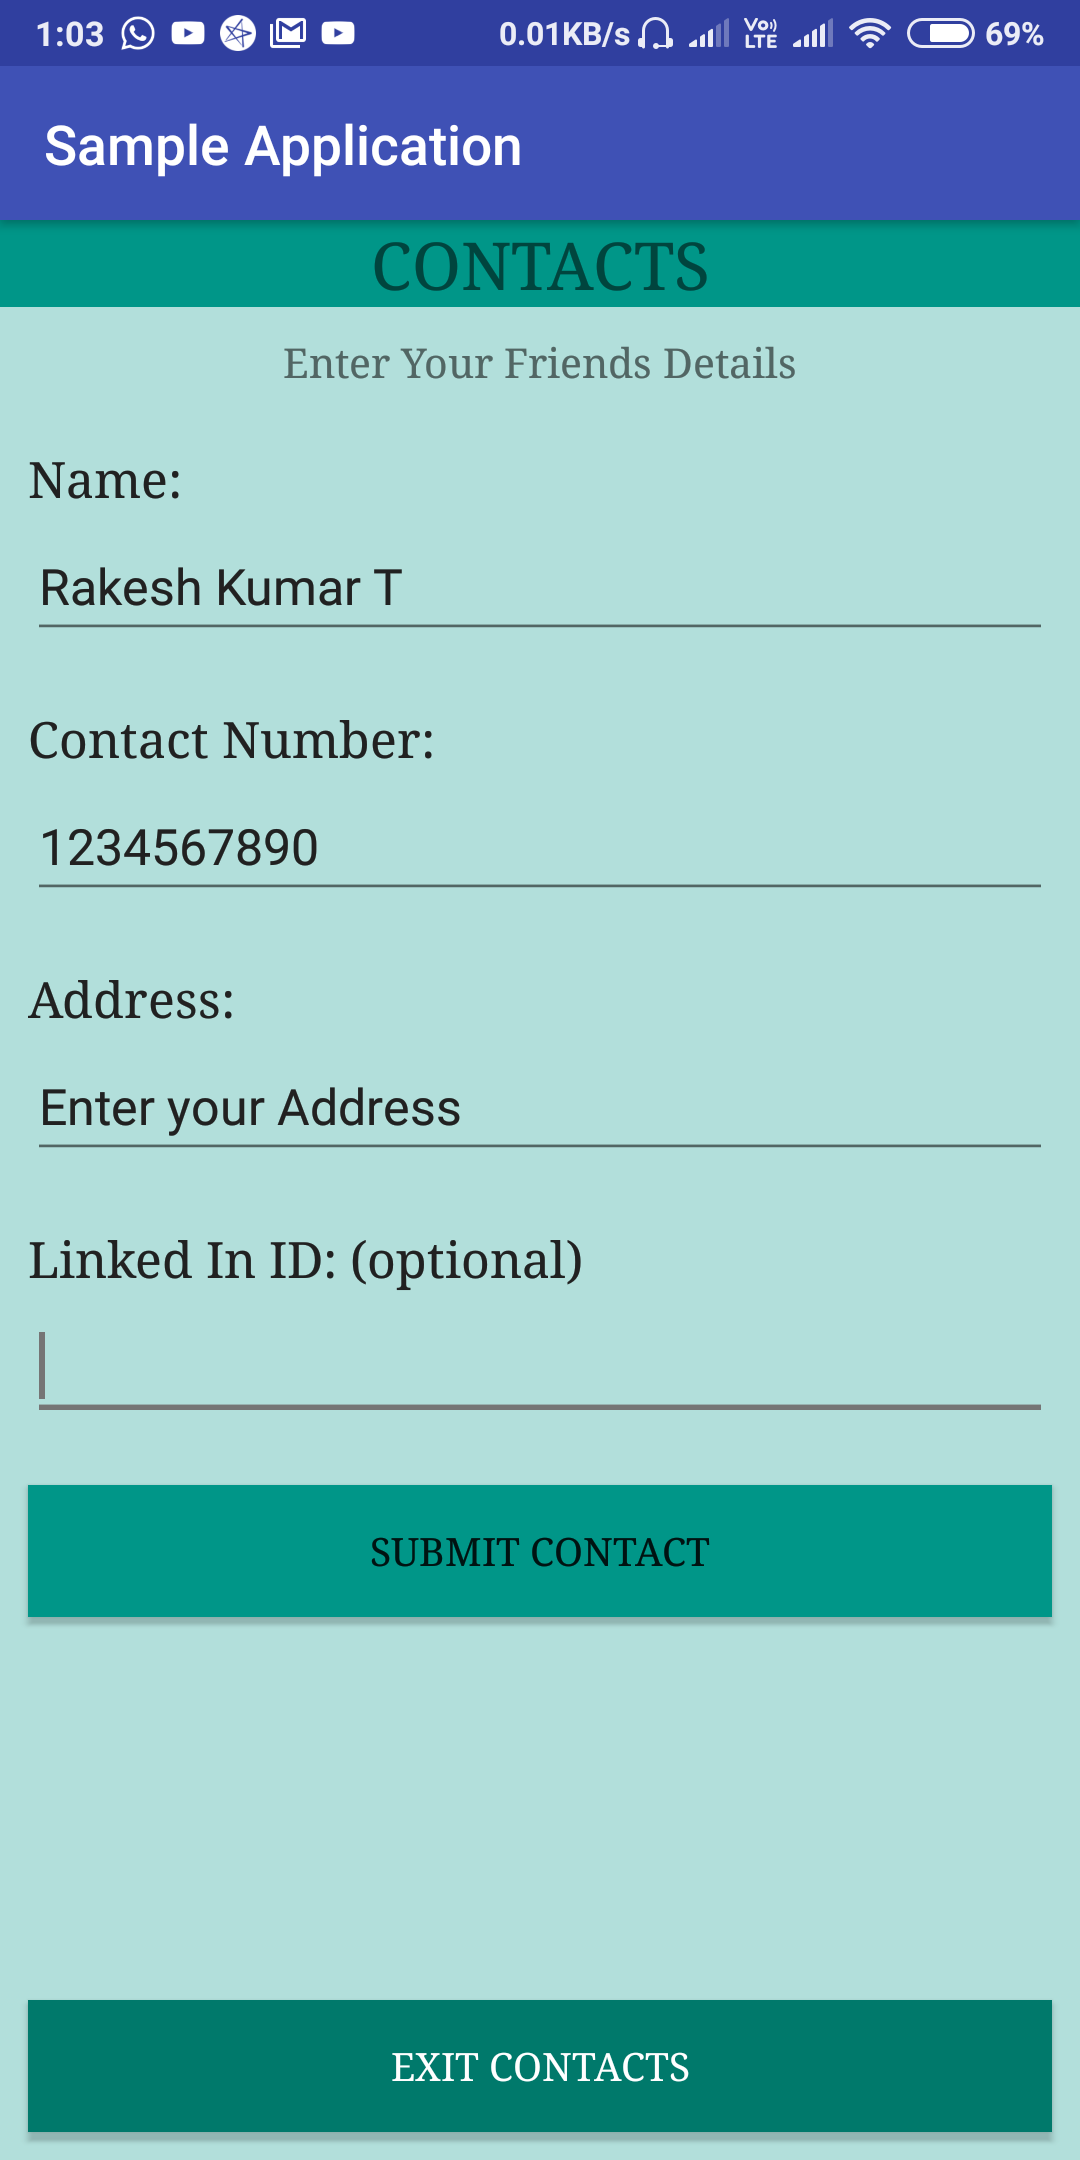 1:03 0.01KB/s Vo) LTE 69%
Sample Application
CONTACTS
Enter Your Friends Details
Name:
Rakesh Kumar T
Contact Number:
1234567890
Address:
Enter your Address
Linked In ID: (optional)
SUBMIT CONTACT
EXIT CONTACTS